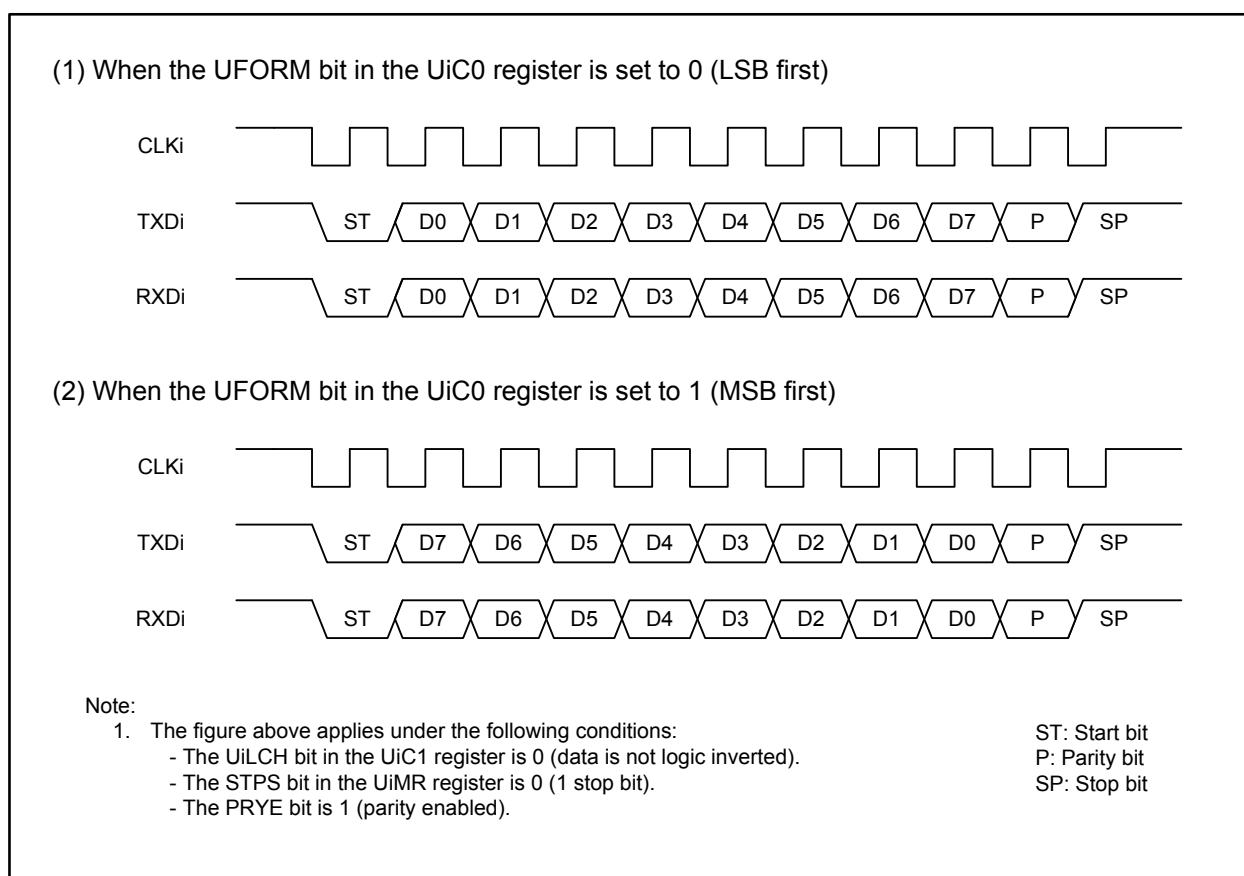 (1) When the UFORM bit in the UiC0 register is set to 0 (LSB first)
CLKi
TXDi ST D0 D1 D2 D3 D4 D5 D6 D7 P SP
RXDi ST D0 D1 D2 D3 D4 D5 D6 D7 P SP
(2) When the UFORM bit in the UiC0 register is set to 1 (MSB first)
CLKi
TXDi ST D7 D6 D5 D4 D3 D2 D1 D0 P SP
RXDi ST D7 D6 D5 D4 D3 D2 D1 D0 P SP
Note:
1. The figure above applies under the following conditions:
- The UiLCH bit in the UiC1 register is 0 (data is not logic inverted).
- The STPS bit in the UiMR register is 0 (1 stop bit).
- The PRYE bit is 1 (parity enabled).
ST: Start bit
P: Parity bit
SP: Stop bit